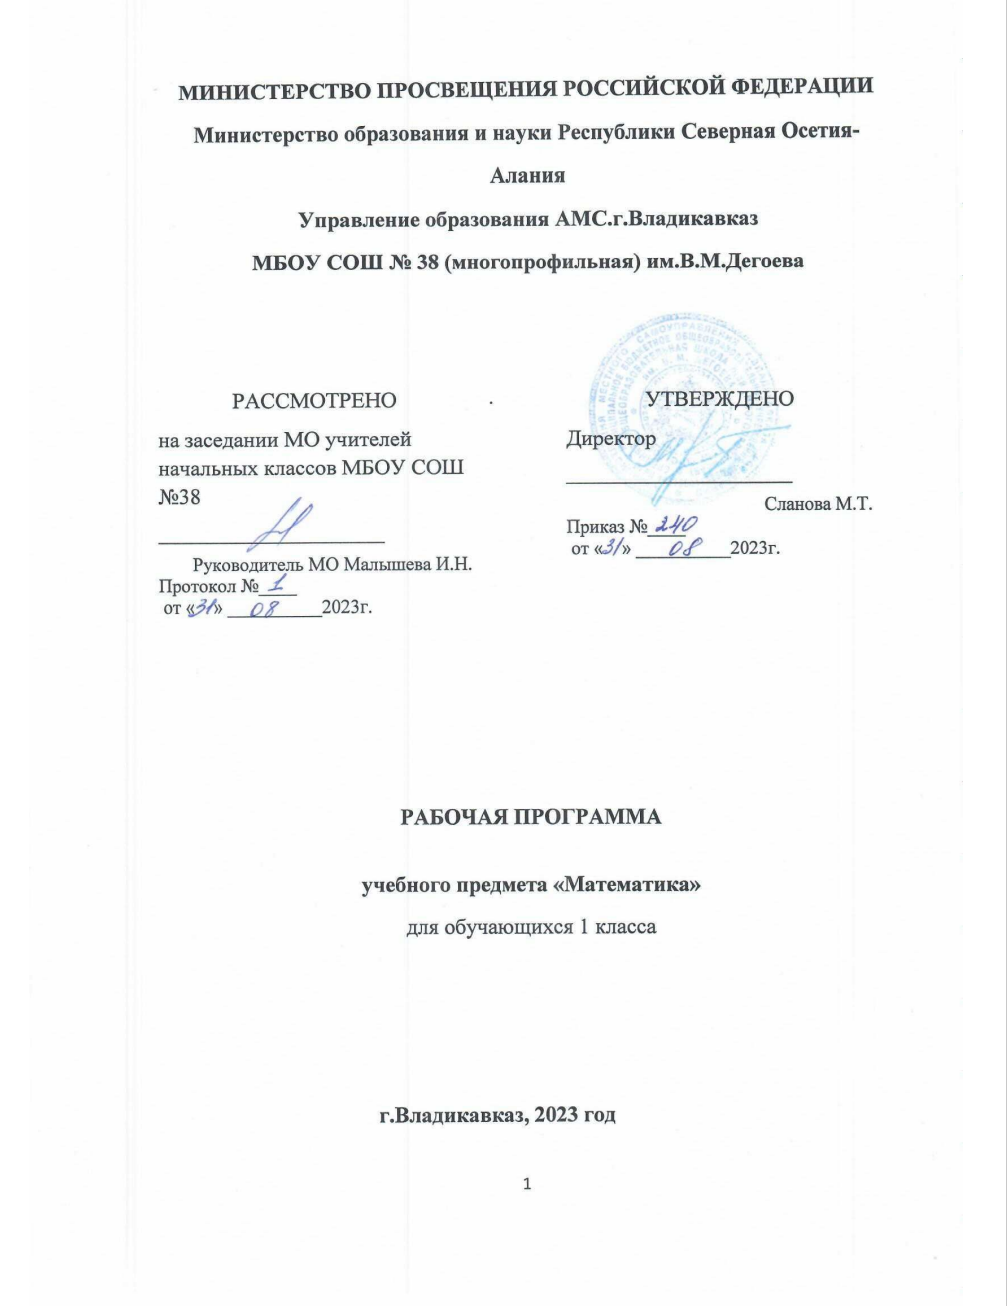 МИНИСТЕРСТВО ПРОСВЕЩЕНИЯ РОССИЙСКОЙ ФЕДЕРАЦИИ
Министерство образования и науки Республики Северная Осетия-
Алания
Управление образования АМС.г.Владикавказ
МБОУ СОШ № 38 (многопрофильная) им.В.М.Дегоева
РАССМОТРЕНО
на заседании МО учителей
начальных классов МБОУ СОШ
№38
Руководитель МО Малышева И.Н.
Протокол № 1
от «31» 08 2023г.
УТВЕРЖДЕНО
Директор
Сланова М.Т.
Приказ № 240
от «31» 08 2023г.
РАБОЧАЯ ПРОГРАММА
учебного предмета «Математика»
для обучающихся 1 класса
г.Владикавказ, 2023 год
1